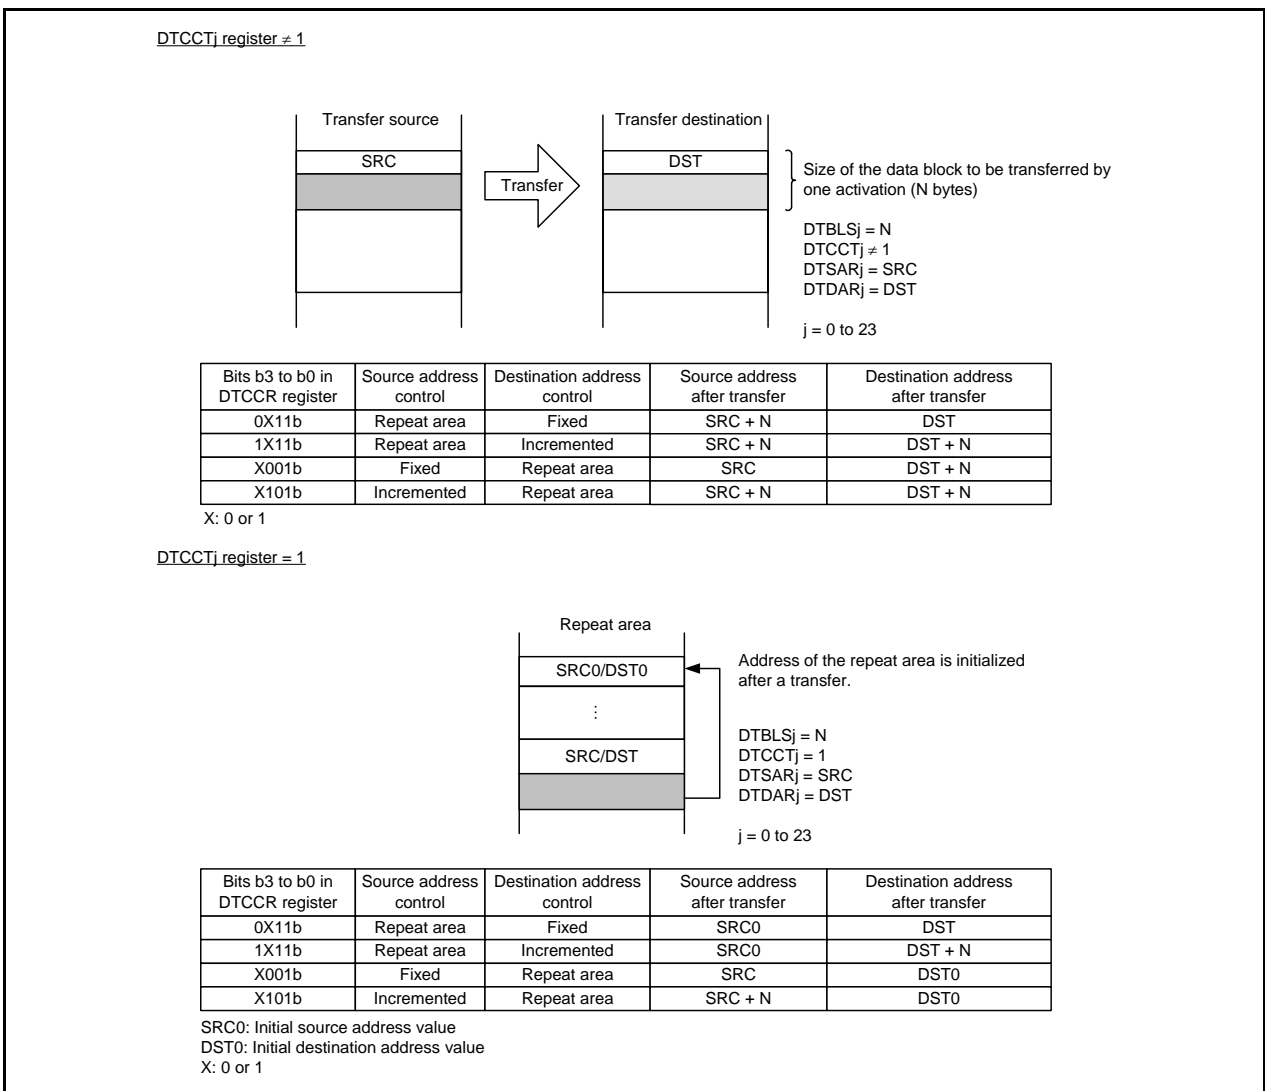 DTCCTj register ≠ 1
Transfer source
Transfer destination
SRC
DST
Transfer
Size of the data block to be transferred by
one activation (N bytes)
DTBLSj = N
DTCCTj ≠ 1
DTSARj = SRC
DTDARj = DST
j = 0 to 23
Bits b3 to b0 in DTCCR register | Source address control | Destination address control | Source address after transfer | Destination address after transfer
0X11b | Repeat area | Fixed | SRC + N | DST
1X11b | Repeat area | Incremented | SRC + N | DST + N
X001b | Fixed | Repeat area | SRC | DST + N
X101b | Incremented | Repeat area | SRC + N | DST + N
X: 0 or 1
DTCCTj register = 1
Repeat area
SRC0/DST0
⋮
SRC/DST
Address of the repeat area is initialized
after a transfer.
DTBLSj = N
DTCCTj = 1
DTSARj = SRC
DTDARj = DST
j = 0 to 23
Bits b3 to b0 in DTCCR register | Source address control | Destination address control | Source address after transfer | Destination address after transfer
0X11b | Repeat area | Fixed | SRC0 | DST
1X11b | Repeat area | Incremented | SRC0 | DST + N
X001b | Fixed | Repeat area | SRC | DST0
X101b | Incremented | Repeat area | SRC + N | DST0
SRC0: Initial source address value
DST0: Initial destination address value
X: 0 or 1